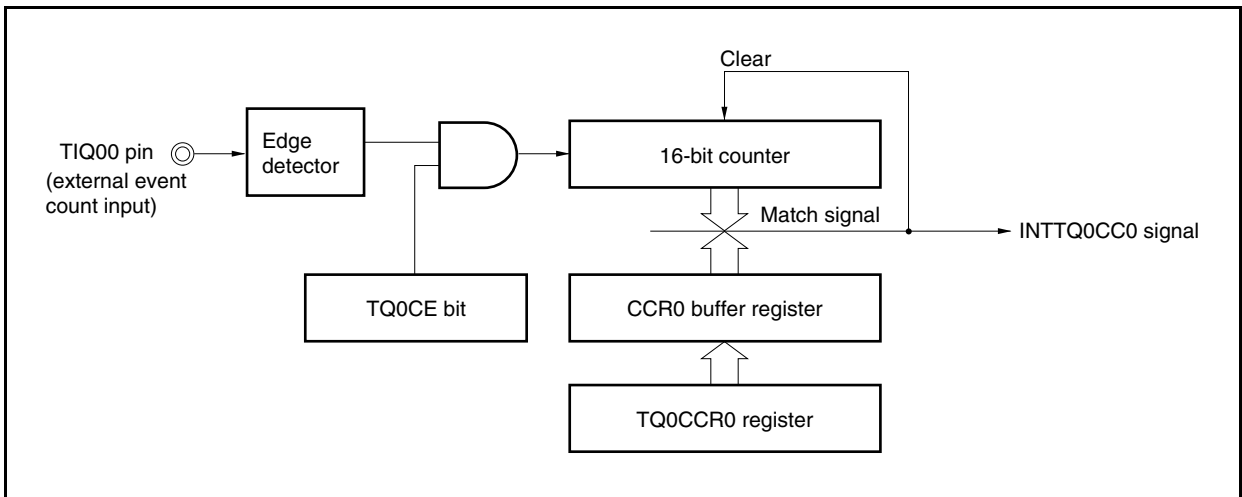 Clear
TIQ00 pin
(external event
count input)
Edge
detector
16-bit counter
Match signal
INTTQ0CC0 signal
TQ0CE bit
CCR0 buffer register
TQ0CCR0 register